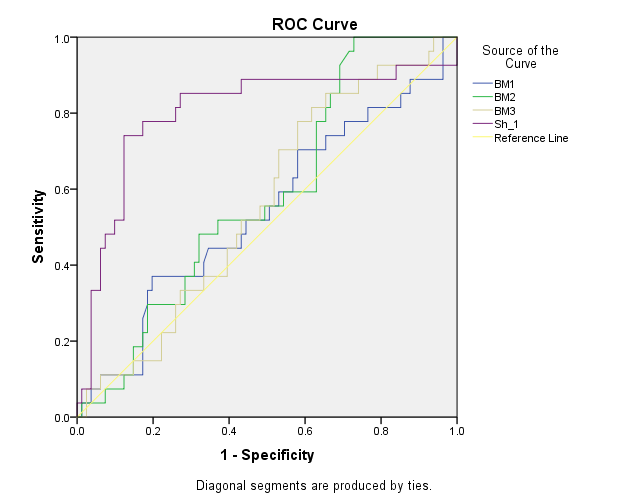 ROC Curve
Source of the
Curve
BM1
BM2
BM3
Sh_1
Reference Line
Sensitivity
1.0
0.8
0.6
0.4
0.2
0.0
0.0 0.2 0.4 0.6 0.8 1.0
1 - Specificity
Diagonal segments are produced by ties.